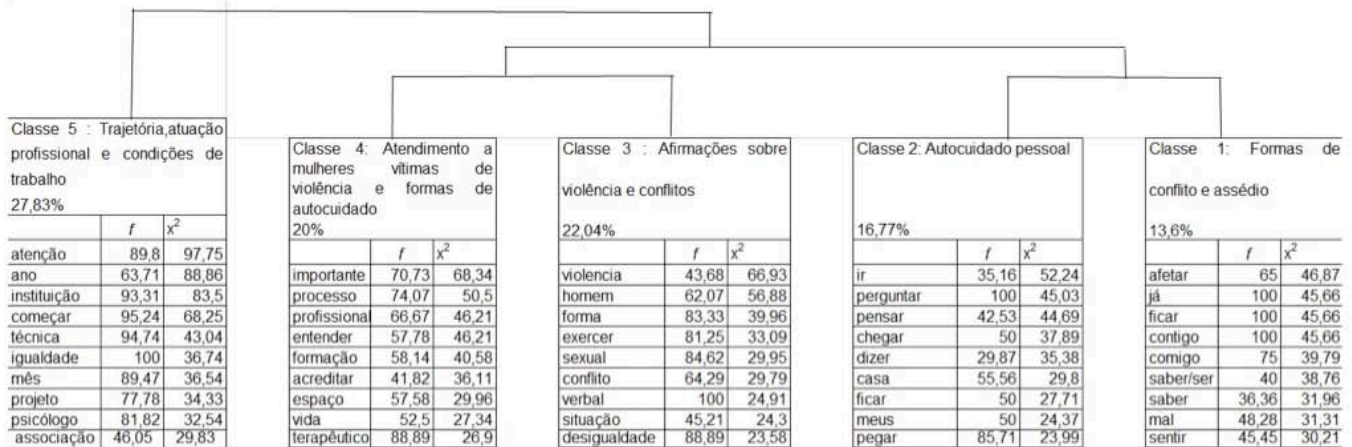 Classe 5 : Trajetória,atuação
profissional e condições de
trabalho
27,83%
f x²
atenção 89,8 97,75
ano 63,71 88,86
instituição 93,31 83,5
começar 95,24 68,25
técnica 94,74 43,04
igualdade 100 36,74
mês 89,47 36,54
projeto 77,78 34,33
psicólogo 81,82 32,54
associação 46,05 29,83
Classe 4: Atendimento a
mulheres vítimas de
violência e formas de
autocuidado
20%
f x²
importante 70,73 68,34
processo 74,07 50,5
profissional 66,67 46,21
entender 57,78 46,21
formação 58,14 40,58
acreditar 41,82 36,11
espaço 57,58 29,96
vida 52,5 27,34
terapêutico 88,89 26,9
Classe 3 : Afirmações sobre
violência e conflitos
22,04%
f x²
violencia 43,68 66,93
homem 62,07 56,88
forma 83,33 39,96
exercer 81,25 33,09
sexual 84,62 29,95
conflito 64,29 29,79
verbal 100 24,91
situação 45,21 24,3
desigualdade 88,89 23,58
Classe 2: Autocuidado pessoal
16,77%
f x²
ir 35,16 52,24
perguntar 100 45,03
pensar 42,53 44,69
chegar 50 37,89
dizer 29,87 35,38
casa 55,56 29,8
ficar 50 27,71
meus 50 24,37
pegar 85,71 23,99
Classe 1: Formas de
conflito e assédio
13,6%
f x²
afetar 65 46,87
já 100 45,66
ficar 100 45,66
contigo 100 45,66
comigo 75 39,79
saber/ser 40 38,76
saber 36,36 31,96
mal 48,28 31,31
sentir 45,45 30,21